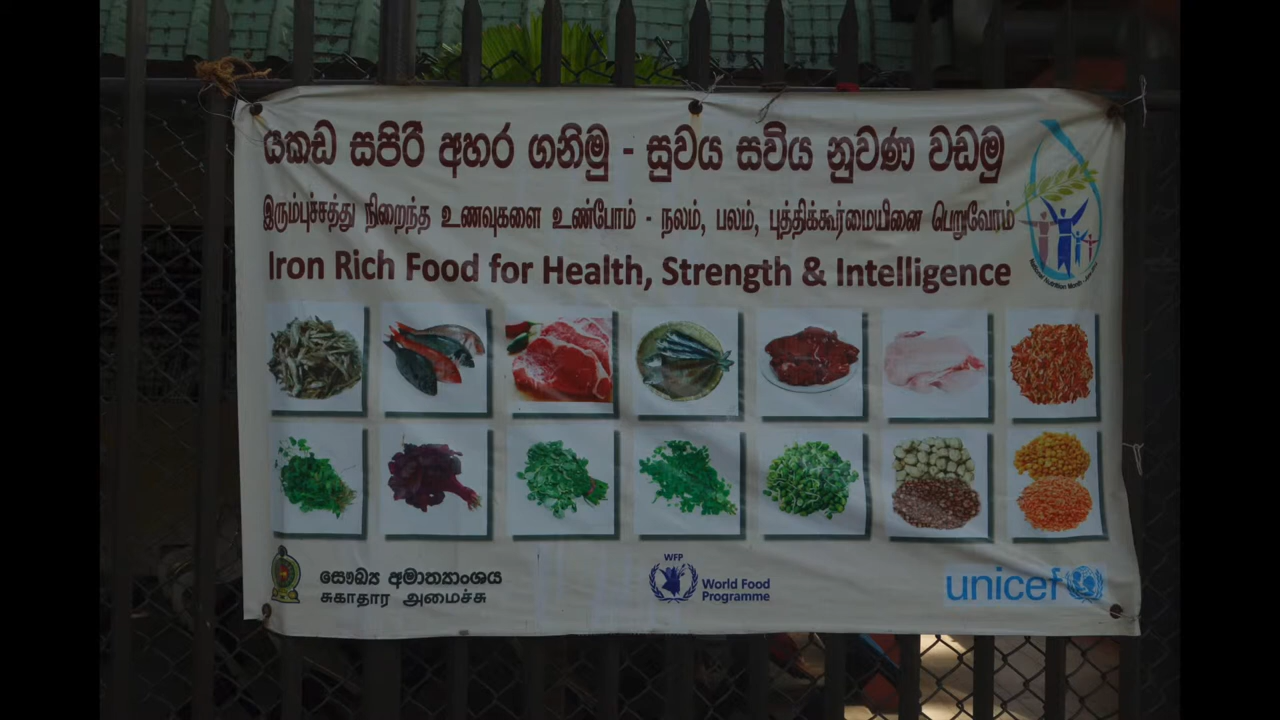 යකඩ සපිරි අහර ගනිමු - සුවය සවිය නුවණ වඩමු
இரும்புச்சத்து நிறைந்த உணவுகளை உண்போம் - நலம், பலம், புத்திக்கூர்மையினை பெறுவோம்
Iron Rich Food for Health, Strength & Intelligence
සෞඛ්‍ය අමාත්‍යාංශය
சுகாதார அமைச்சு
WFP
World Food
Programme
unicef